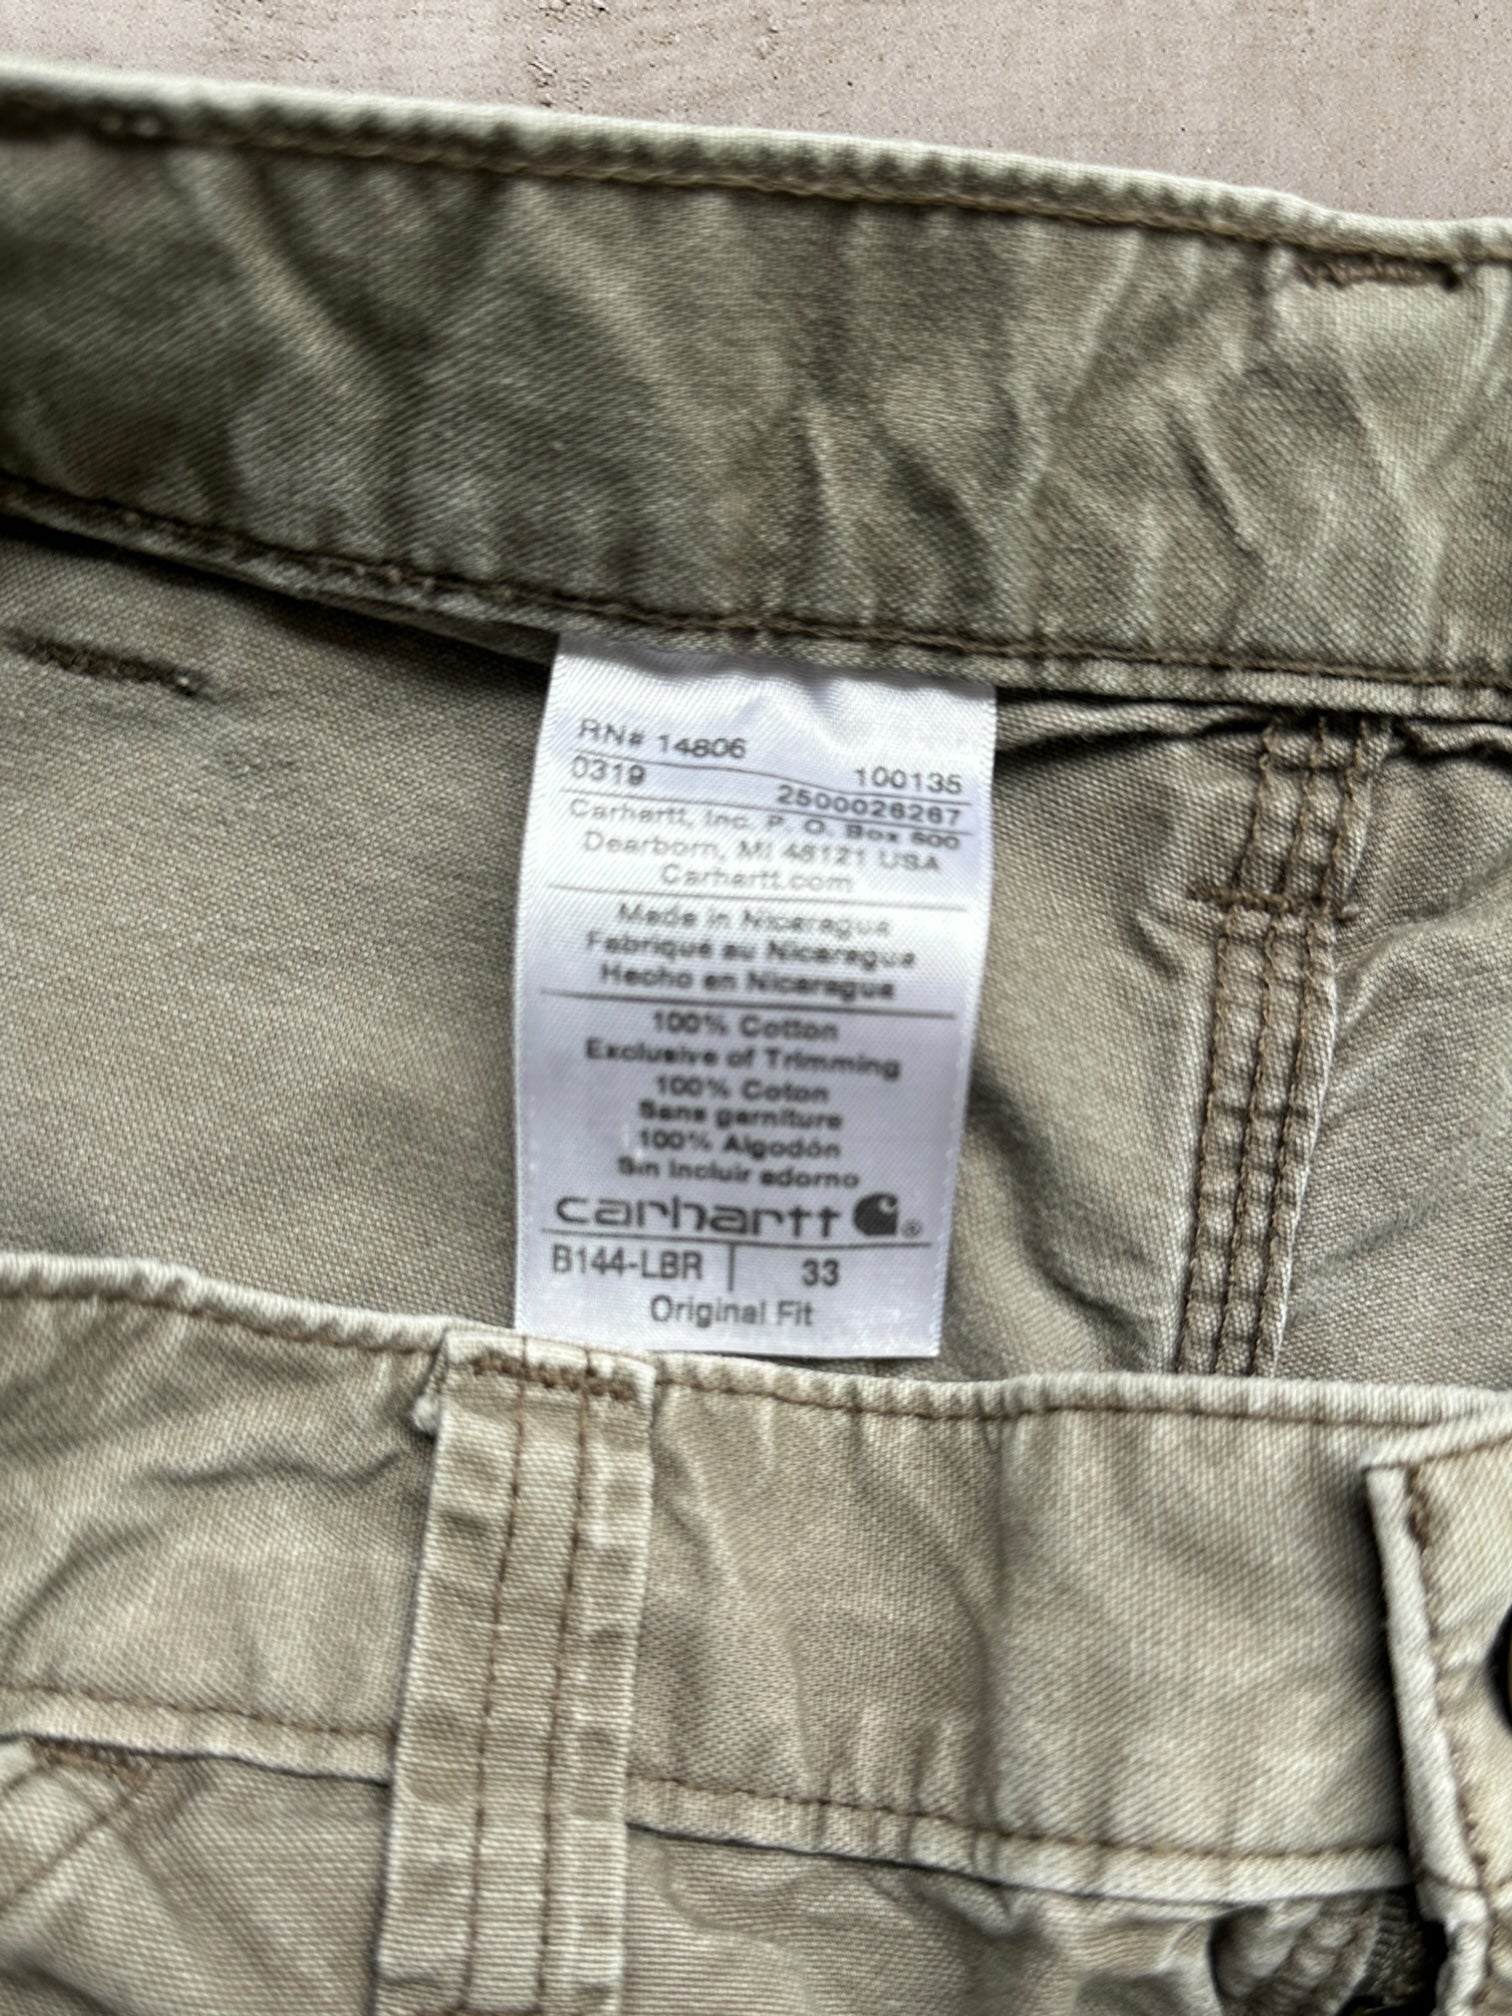 RN# 14806
100135
0319
2500026267
Carhartt, Inc. P. O. Box 600
Dearborn, MI 48121 USA
Carhartt.com
Made in Nicaragua
Fabriqué au Nicaragua
Hecho en Nicaragua
100% Cotton
Exclusive of Trimming
100% Coton
Sans garniture
100% Algodón
Sin incluir adorno
carhartt ®
B144-LBR | 33
Original Fit